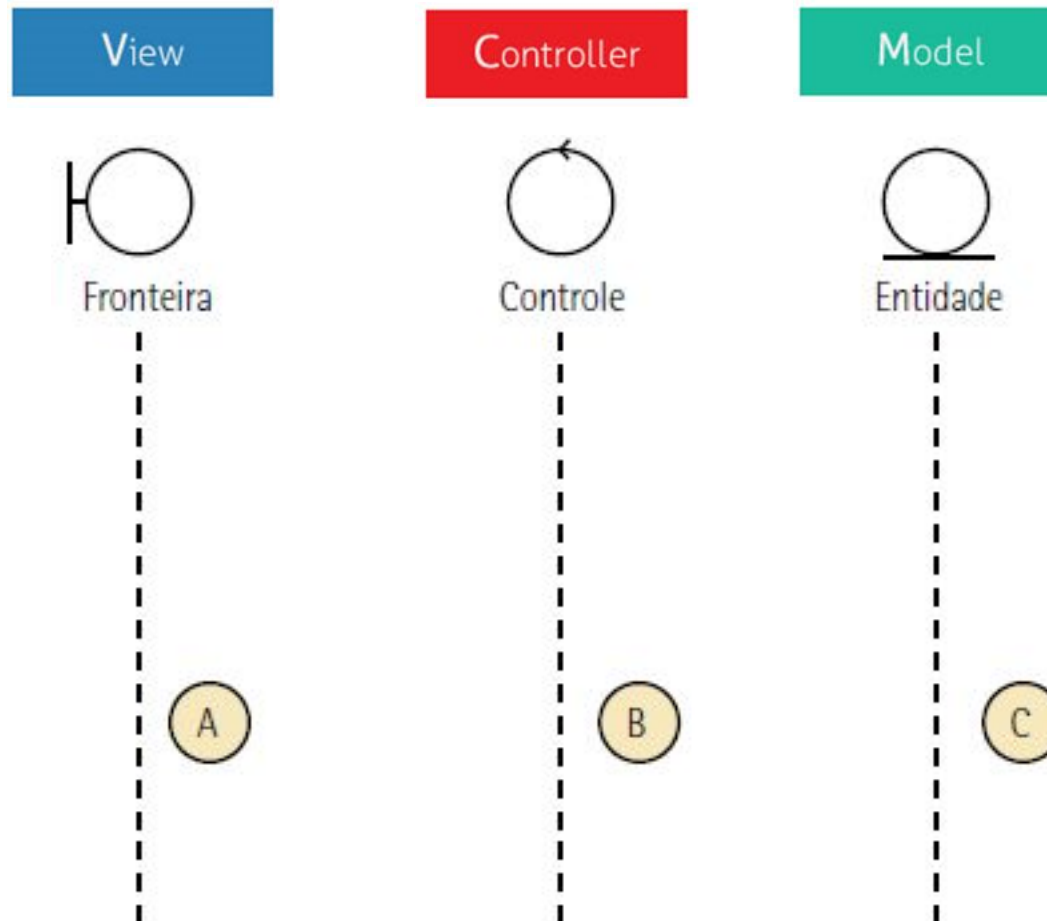 View
Controller
Model
Fronteira
Controle
Entidade
A
B
C